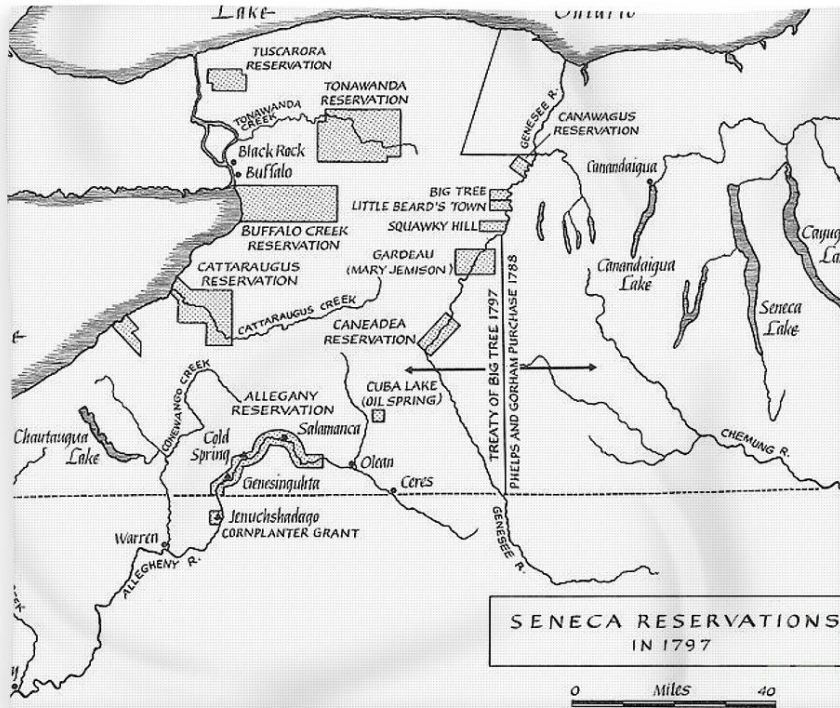 Lake
Ontario
TUSCARORA
RESERVATION
TONAWANDA
RESERVATION
TONAWANDA
CREEK
GENESEE R.
CANAWAGUS
RESERVATION
Black Rock
Buffalo
Canandaigua
BIG TREE
LITTLE BEARD'S TOWN
SQUAWKY HILL
BUFFALO CREEK
RESERVATION
GARDEAU
(MARY JEMISON)
CATTARAUGUS
RESERVATION
Canandaigua
Lake
Cayug
La
Seneca
Lake
CATTARAUGUS CREEK
CANEADEA
RESERVATION
TREATY OF BIG TREE 1797
PHELPS AND GORHAM PURCHASE 1788
CUBA LAKE
(OIL SPRING)
CONEWANGO CREEK
ALLEGANY
RESERVATION
Chautauqua
Lake
Cold
Spring
Salamanca
Olean
CHEMUNG R.
Genesinguhta
Ceres
Jenuchshadago
CORNPLANTER GRANT
Warren
ALLEGHENY R.
GENESEE R.
SENECA RESERVATIONS
IN 1797
0 Miles 40